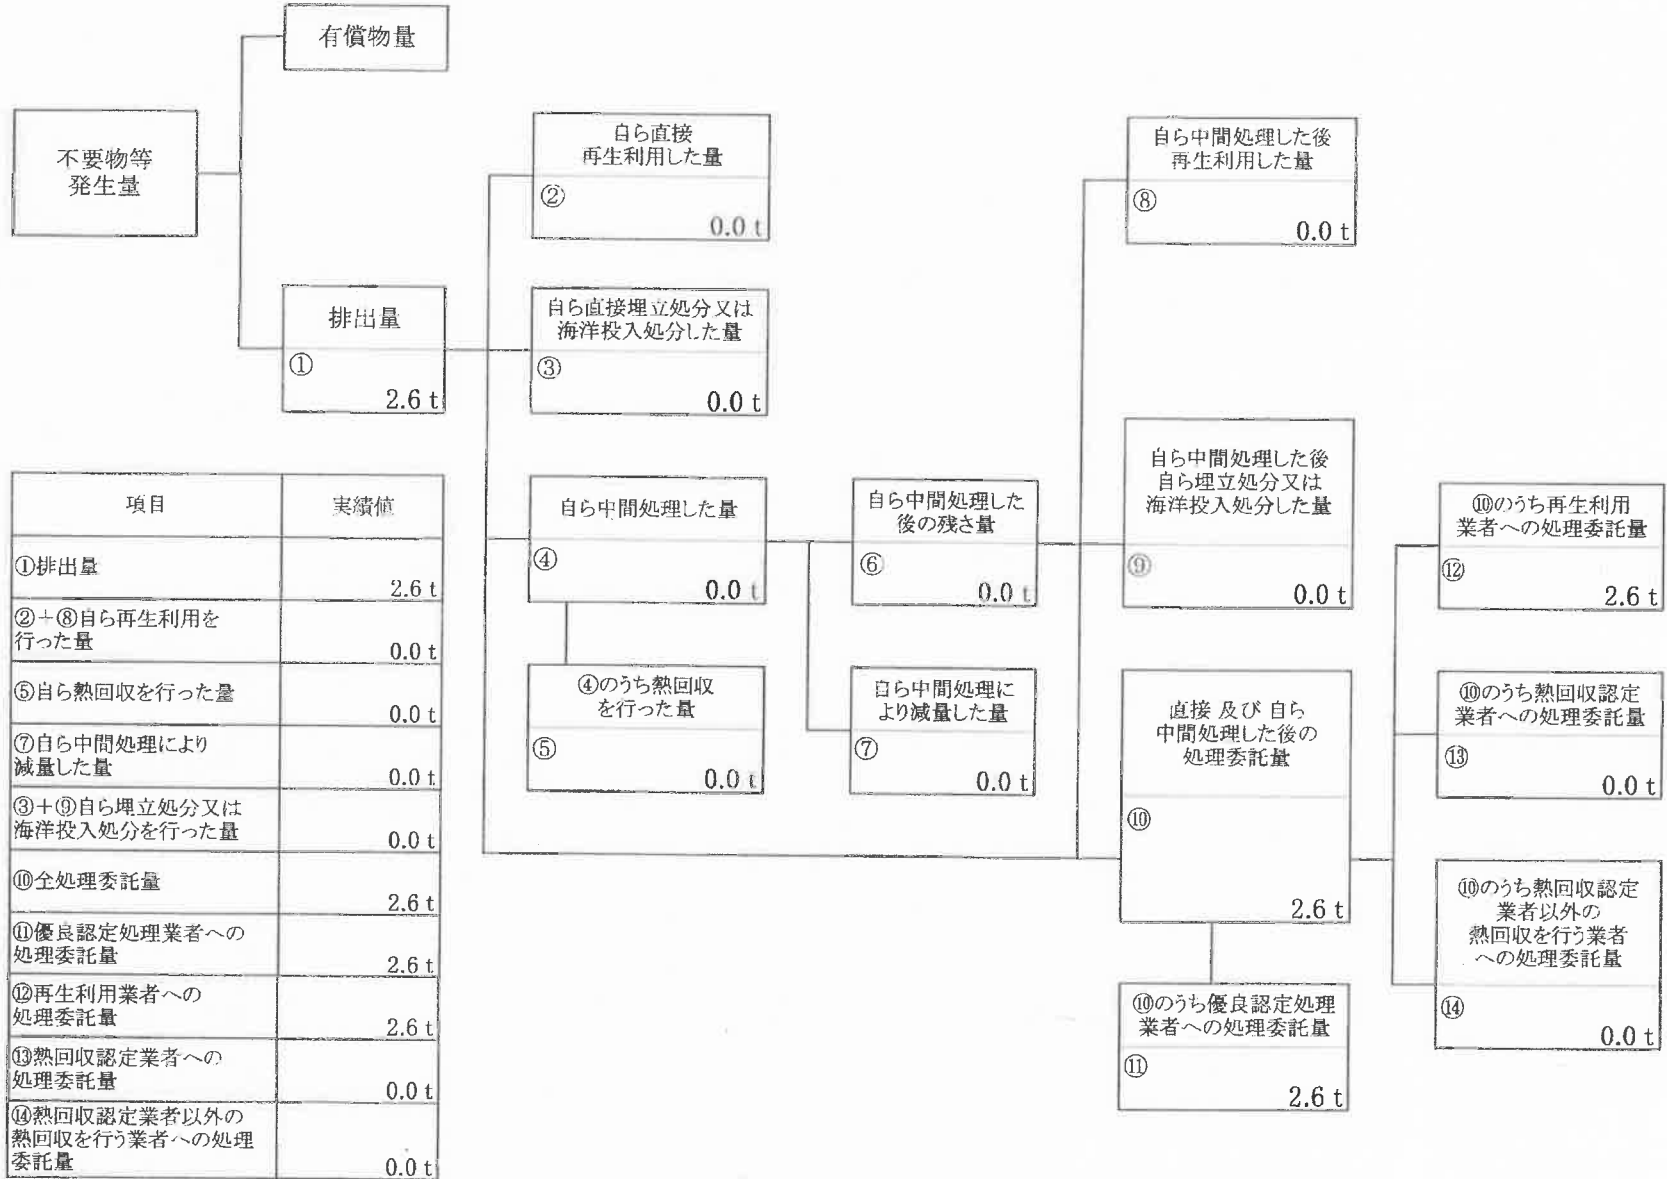 有償物量
不要物等
発生量
排出量
①
2.6 t
自ら直接
再生利用した量
②
0.0 t
自ら直接埋立処分又は
海洋投入処分した量
③
0.0 t
自ら中間処理した量
④
0.0 t
④のうち熱回収
を行った量
⑤
0.0 t
自ら中間処理した
後の残さ量
⑥
0.0 t
自ら中間処理に
より減量した量
⑦
0.0 t
自ら中間処理した後
再生利用した量
⑧
0.0 t
自ら中間処理した後
自ら埋立処分又は
海洋投入処分した量
⑨
0.0 t
直接 及び 自ら
中間処理した後の
処理委託量
⑩
2.6 t
⑩のうち優良認定処理
業者への処理委託量
⑪
2.6 t
⑩のうち再生利用
業者への処理委託量
⑫
2.6 t
⑩のうち熱回収認定
業者への処理委託量
⑬
0.0 t
⑩のうち熱回収認定
業者以外の
熱回収を行う業者
への処理委託量
⑭
0.0 t
項目 実績値
①排出量
2.6 t
②+⑧自ら再生利用を
行った量
0.0 t
⑤自ら熱回収を行った量
0.0 t
⑦自ら中間処理により
減量した量
0.0 t
③+⑨自ら埋立処分又は
海洋投入処分を行った量
0.0 t
⑩全処理委託量
2.6 t
⑪優良認定処理業者への
処理委託量
2.6 t
⑫再生利用業者への
処理委託量
2.6 t
⑬熱回収認定業者への
処理委託量
0.0 t
⑭熱回収認定業者以外の
熱回収を行う業者への処理
委託量
0.0 t